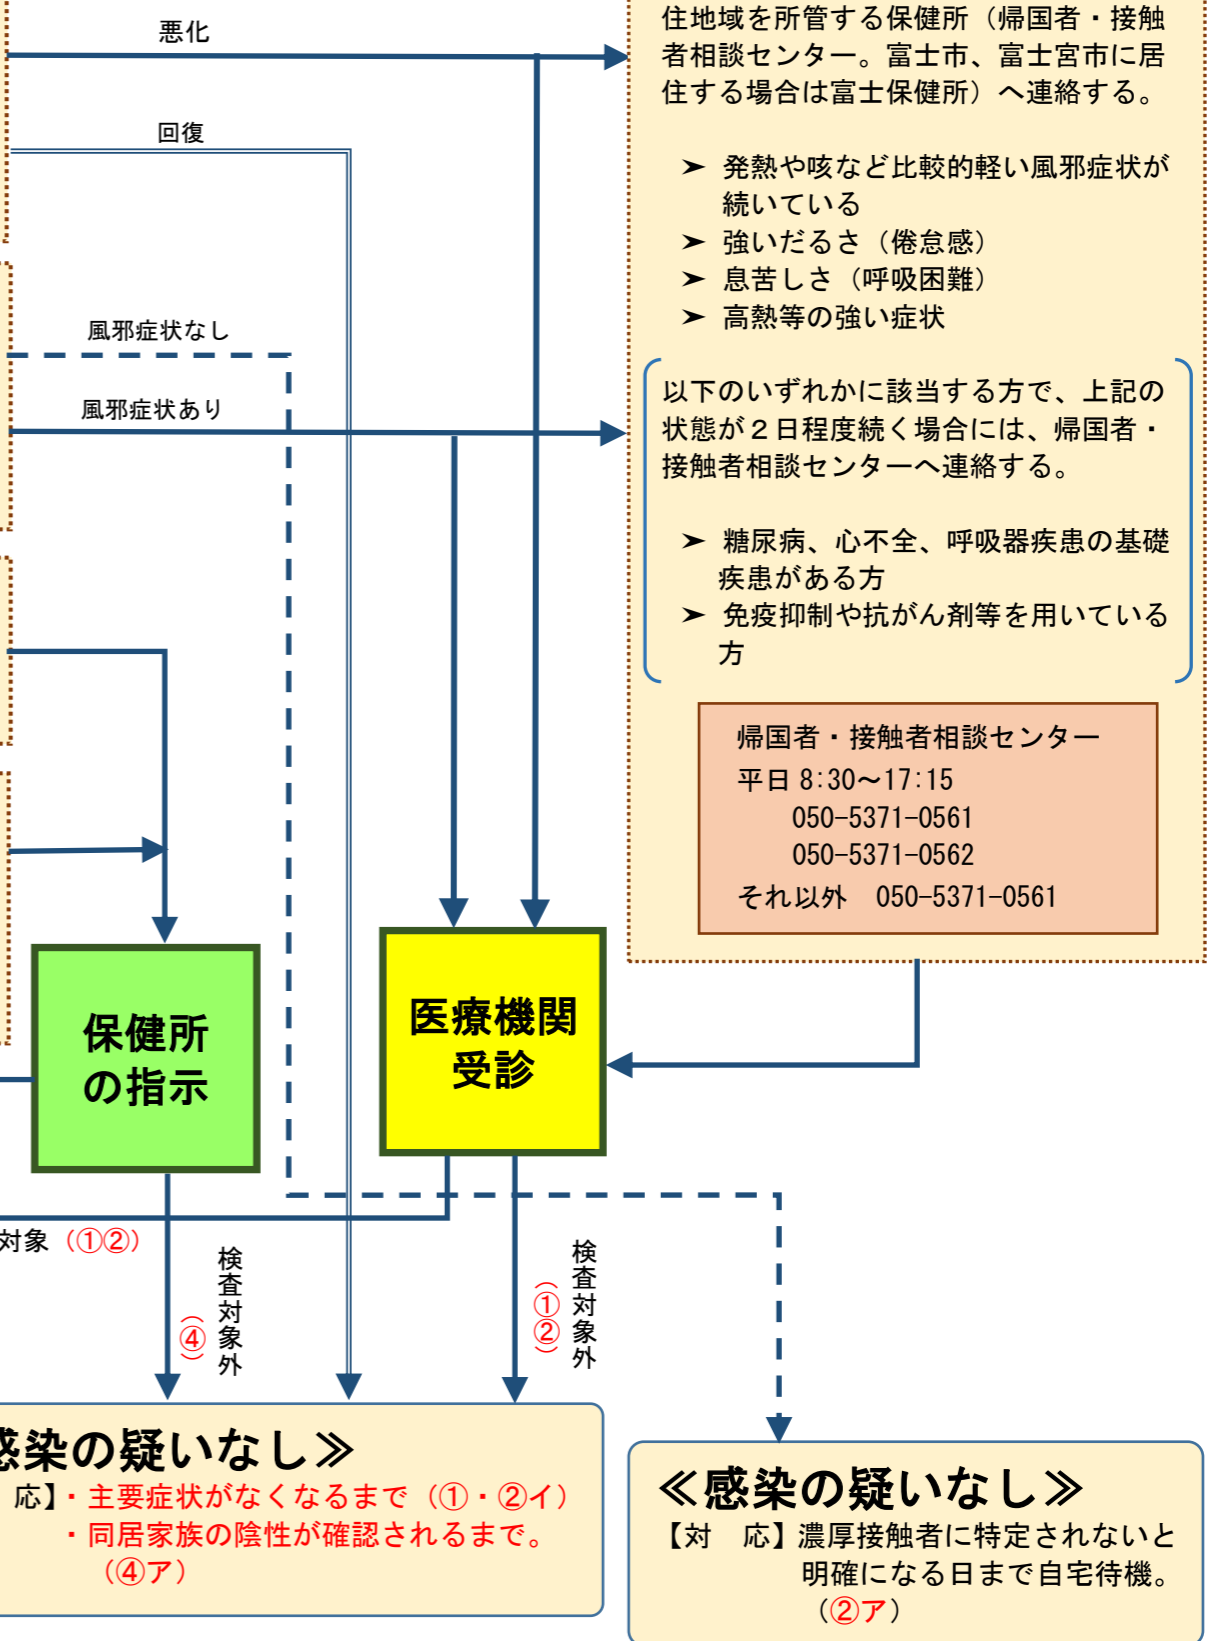 悪化
回復
風邪症状なし
風邪症状あり
住地域を所管する保健所（帰国者・接触
者相談センター。富士市、富士宮市に居
住する場合は富士保健所）へ連絡する。
➤ 発熱や咳など比較的軽い風邪症状が
続いている
➤ 強いだるさ（倦怠感）
➤ 息苦しさ（呼吸困難）
➤ 高熱等の強い症状
以下のいずれかに該当する方で、上記の
状態が２日程度続く場合には、帰国者・
接触者相談センターへ連絡する。
➤ 糖尿病、心不全、呼吸器疾患の基礎
疾患がある方
➤ 免疫抑制や抗がん剤等を用いている
方
帰国者・接触者相談センター
平日 8:30～17:15
050-5371-0561
050-5371-0562
それ以外　050-5371-0561
保健所
の指示
医療機関
受診
対象（①②）
検査対象外
（④）
検査対象外
（①②）
感染の疑いなし≫
応】・主要症状がなくなるまで（①・②イ）
・同居家族の陰性が確認されるまで。
（④ア）
≪感染の疑いなし≫
【対　応】濃厚接触者に特定されないと
明確になる日まで自宅待機。
（②ア）